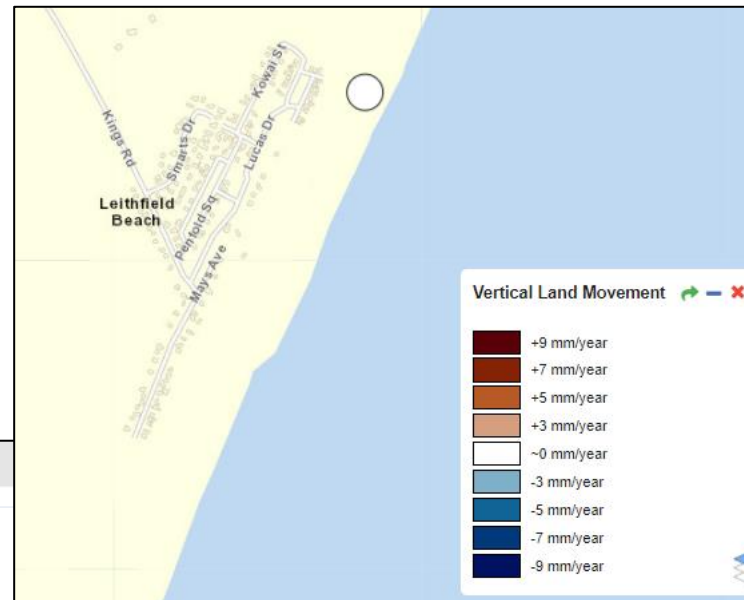 Kowai St
Kings Rd
Smarts Dr
Lucas Dr
Leithfield
Beach
Penfold Sq
Mays Ave
Vertical Land Movement
+9 mm/year
+7 mm/year
+5 mm/year
+3 mm/year
~0 mm/year
-3 mm/year
-5 mm/year
-7 mm/year
-9 mm/year